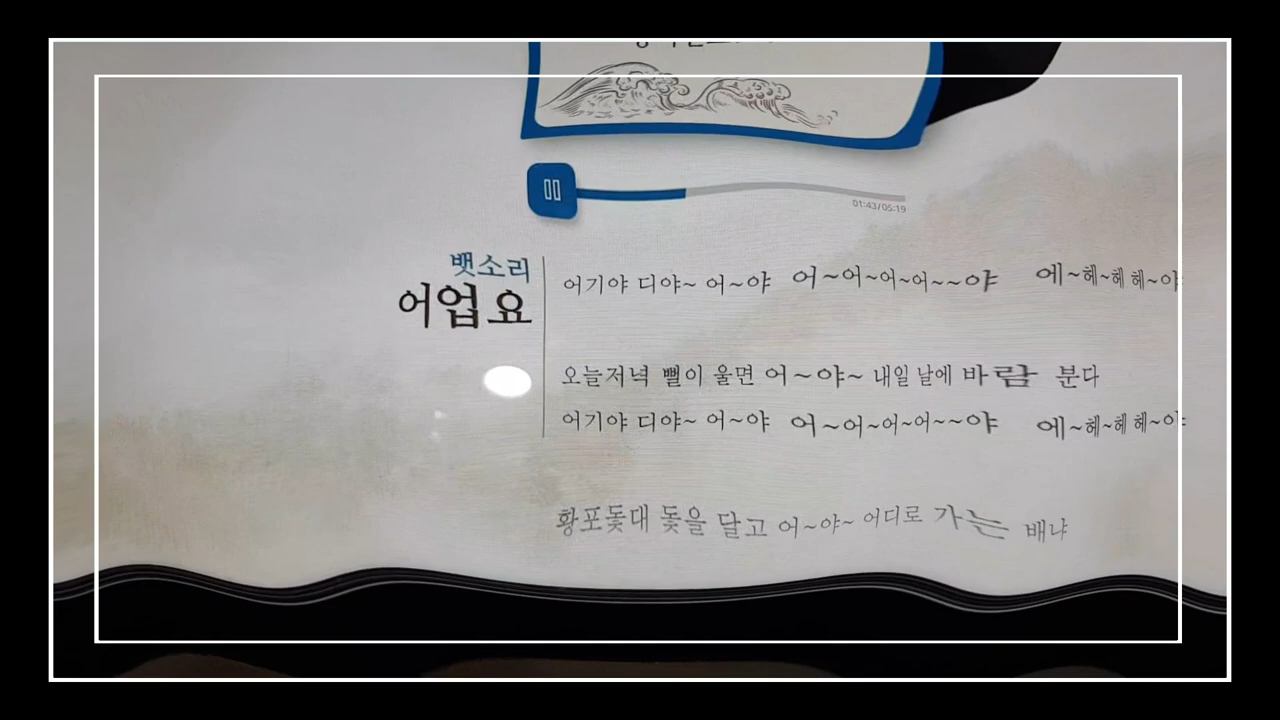 01:43/05:19
뱃소리
어업요
어기야 디야~ 어~야 어~어~어~어~~야 에~헤~헤 헤~야
오늘저녁 뻘이 울면 어~야~ 내일 날에 바람 분다
어기야 디야~ 어~야 어~어~어~어~~야 에~헤~헤 헤~야
황포돛대 돛을 달고 어~야~ 어디로 가는 배냐